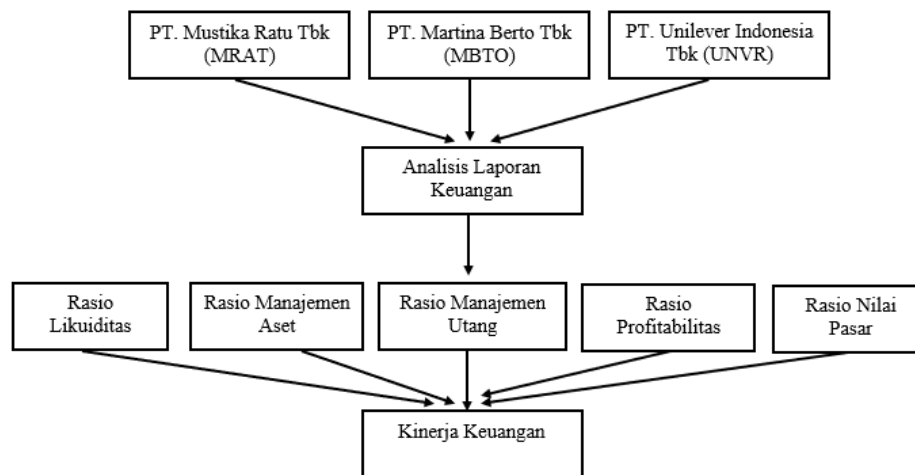 PT. Mustika Ratu Tbk
(MRAT)
PT. Martina Berto Tbk
(MBTO)
PT. Unilever Indonesia
Tbk (UNVR)
Analisis Laporan
Keuangan
Rasio
Likuiditas
Rasio Manajemen
Aset
Rasio Manajemen
Utang
Rasio
Profitabilitas
Rasio Nilai
Pasar
Kinerja Keuangan